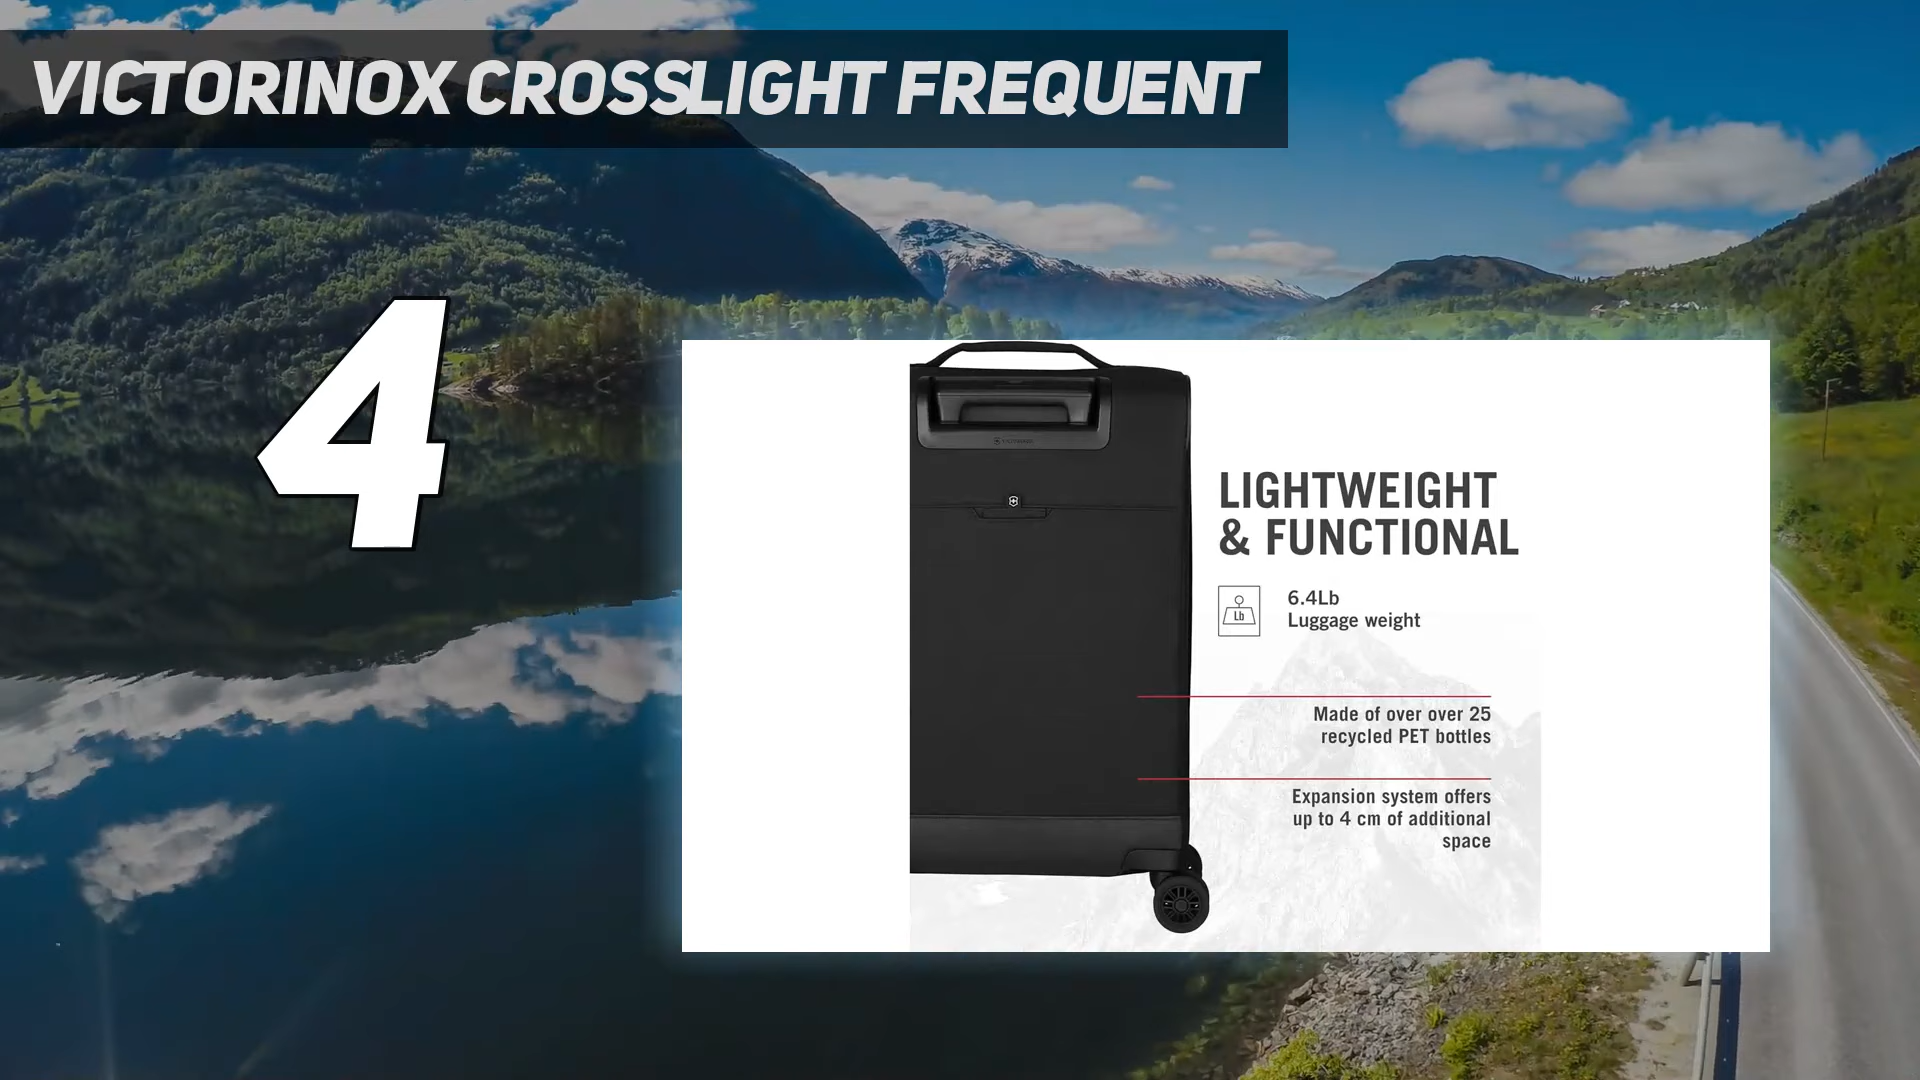 VICTORINOX CROSSLIGHT FREQUENT
4
LIGHTWEIGHT
& FUNCTIONAL
Lb
6.4Lb
Luggage weight
Made of over over 25
recycled PET bottles
Expansion system offers
up to 4 cm of additional
space